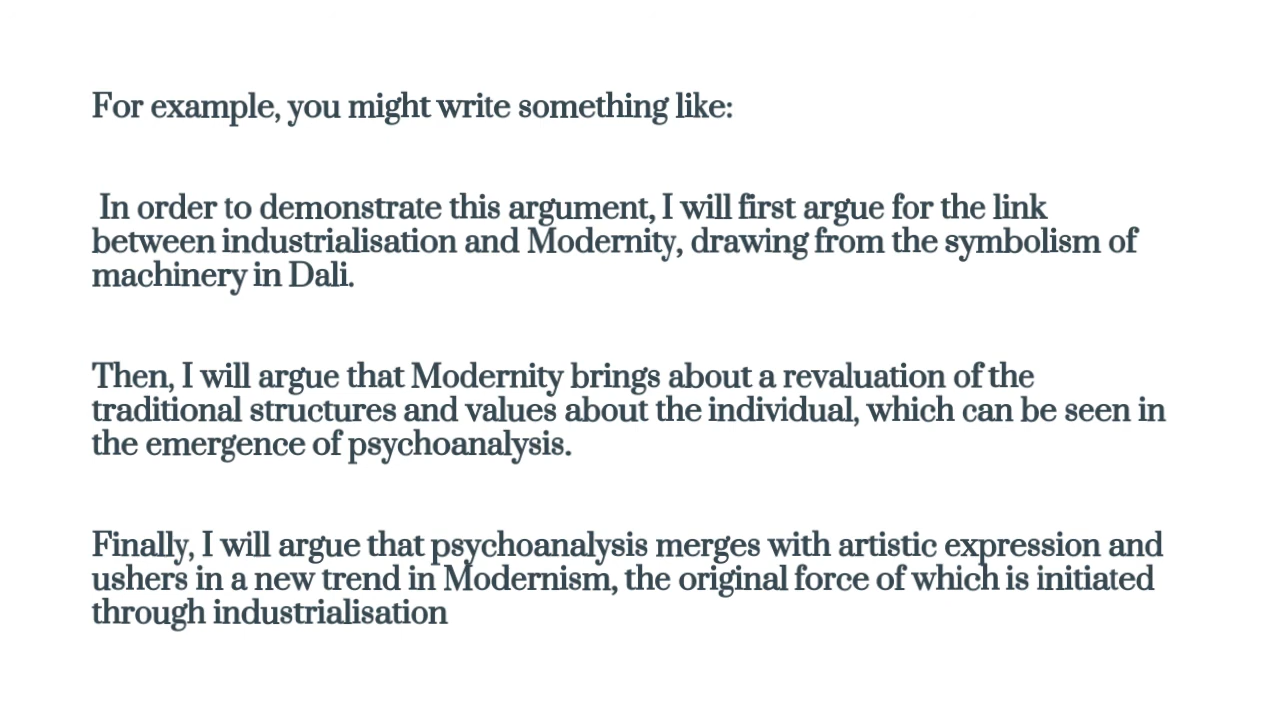 For example, you might write something like:
In order to demonstrate this argument, I will first argue for the link
between industrialisation and Modernity, drawing from the symbolism of
machinery in Dali.
Then, I will argue that Modernity brings about a revaluation of the
traditional structures and values about the individual, which can be seen in
the emergence of psychoanalysis.
Finally, I will argue that psychoanalysis merges with artistic expression and
ushers in a new trend in Modernism, the original force of which is initiated
through industrialisation